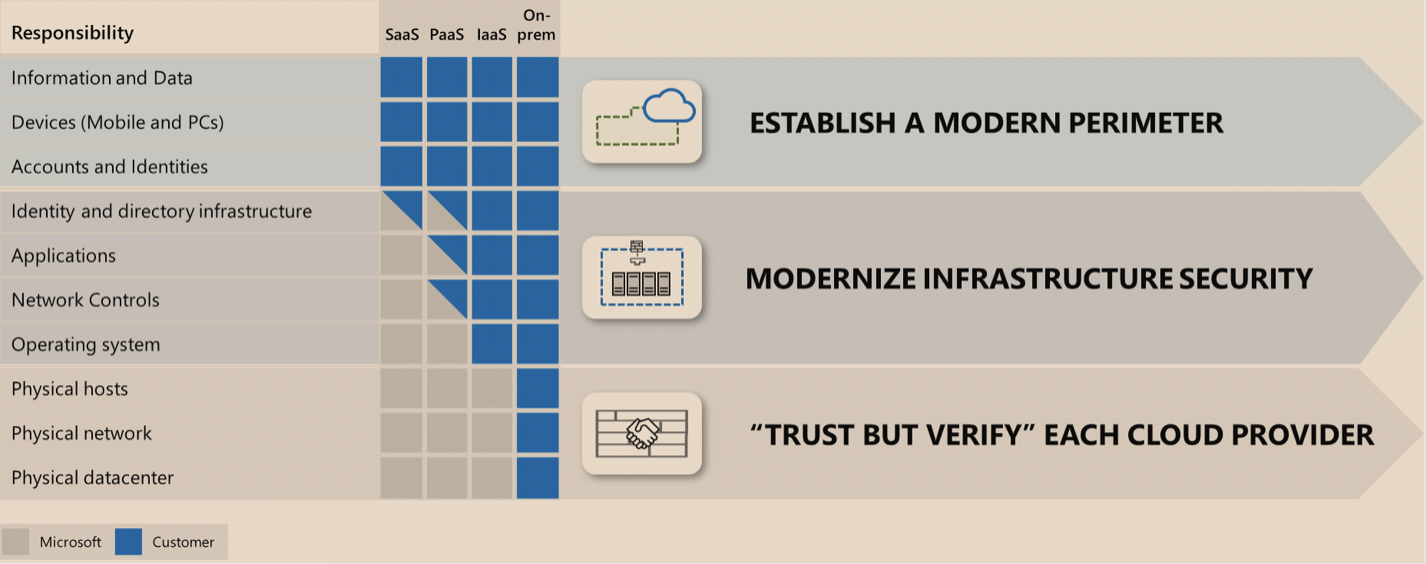 On-
prem
Responsibility SaaS PaaS IaaS
Information and Data
Devices (Mobile and PCs)
Accounts and Identities
ESTABLISH A MODERN PERIMETER
Identity and directory infrastructure
Applications
Network Controls
Operating system
MODERNIZE INFRASTRUCTURE SECURITY
Physical hosts
Physical network
Physical datacenter
“TRUST BUT VERIFY” EACH CLOUD PROVIDER
Microsoft Customer